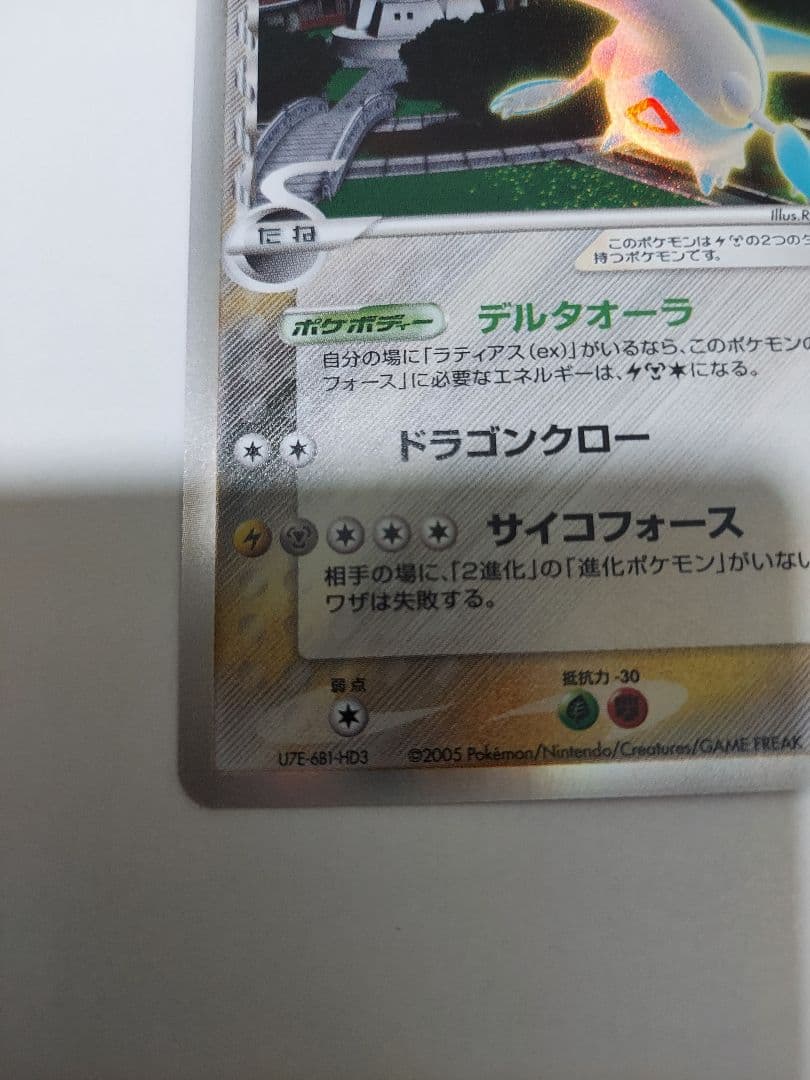 Illus.R
たね
このポケモンは⚡の2つの
持つポケモンです。
ポケボディー デルタオーラ
自分の場に「ラティアス(ex)」がいるなら、このポケモンの
フォース」に必要なエネルギーは、になる。
ドラゴンクロー
サイコフォース
相手の場に、「2進化」の「進化ポケモン」がいない
ワザは失敗する。
弱点 抵抗力 -30
U7E-6B1-HD3 ©2005 Pokémon/Nintendo/Creatures/GAME FREAK